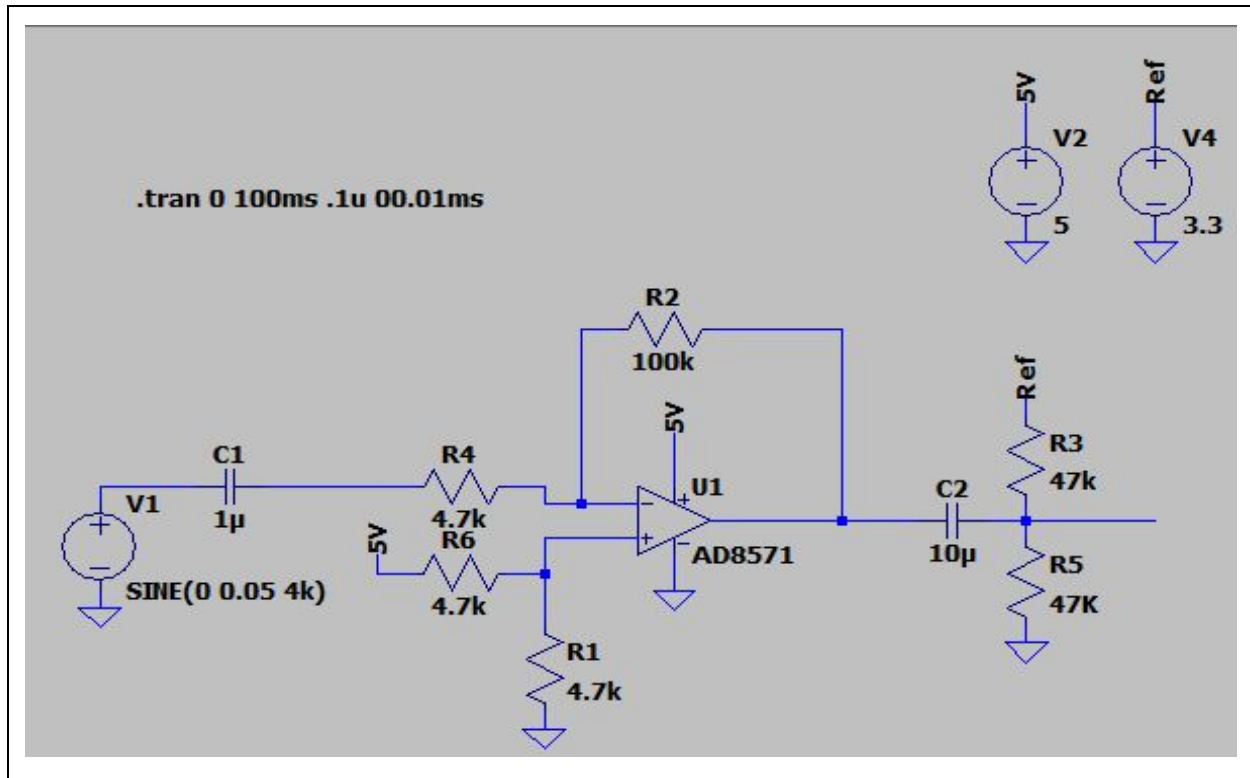 5V
Ref
V2
V4
.tran 0 100ms .1u 00.01ms
5
3.3
R2
100k
Ref
5V
C1
R4
U1
R3
47k
V1
1µ
4.7k
C2
5V
R6
AD8571
10µ
R5
SINE(0 0.05 4k)
4.7k
47K
R1
4.7k